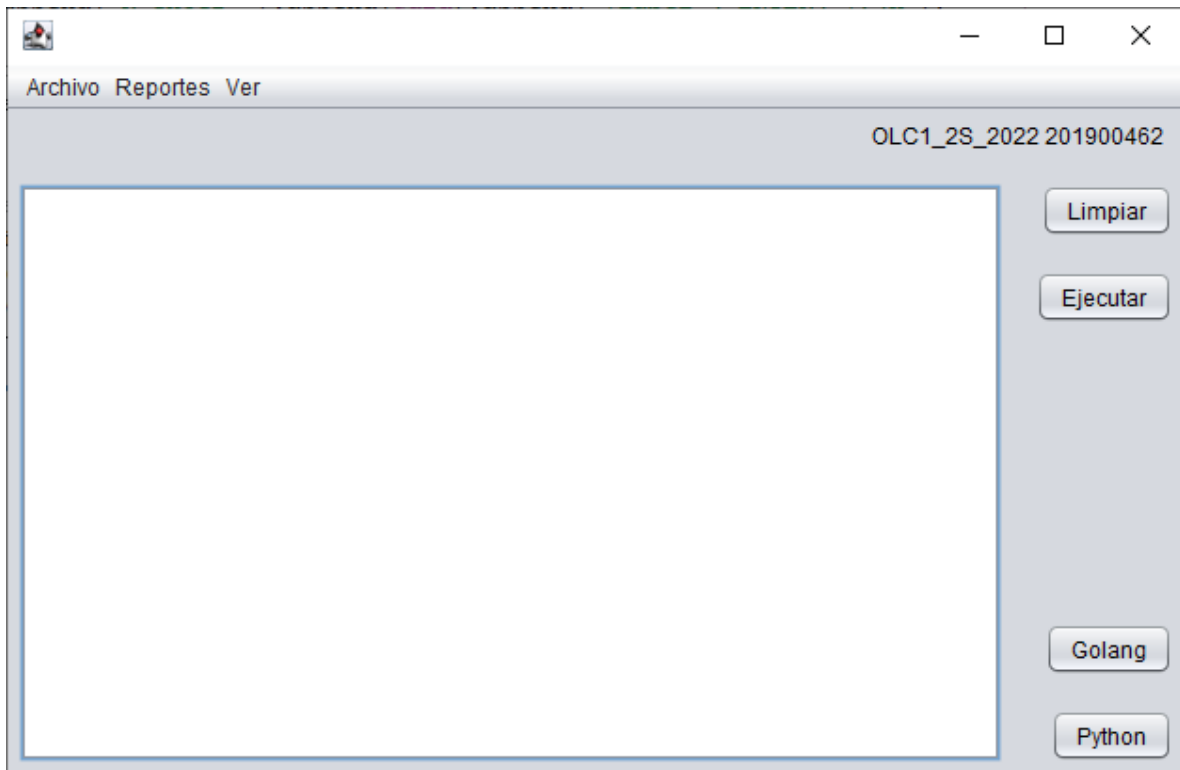 Archivo Reportes Ver
OLC1_2S_2022 201900462
Limpiar
Ejecutar
Golang
Python